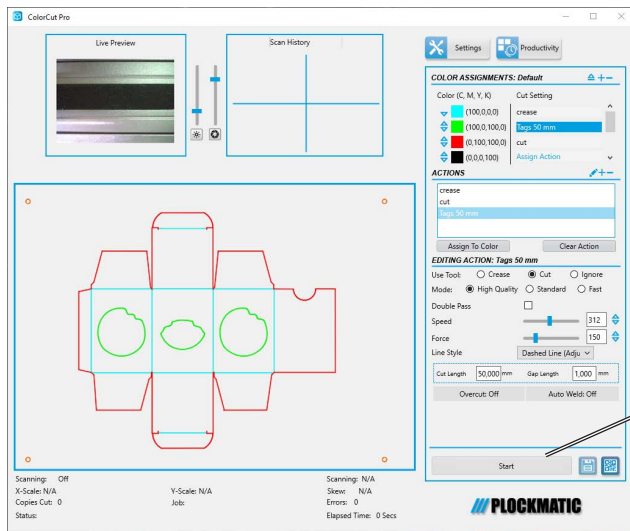 ColorCut Pro
Live Preview
Scan History
Settings
Productivity
COLOR ASSIGNMENTS: Default
Color (C, M, Y, K) Cut Setting
(100,0,0,0) crease
(100,0,100,0) Tags 50 mm
(0,100,100,0) cut
(0,0,0,100) Assign Action
ACTIONS
crease
cut
Tags 50 mm
Assign To Color Clear Action
EDITING ACTION: Tags 50 mm
Use Tool: Crease Cut Ignore
Mode: High Quality Standard Fast
Double Pass
Speed 312
Force 150
Line Style Dashed Line (Adju
Cut Length 50,000 mm Gap Length 1,000 mm
Overcut: Off Auto Weld: Off
Start
Scanning: Off Scanning: N/A
X-Scale: N/A Y-Scale: N/A Skew: N/A
Copies Cut: 0 Job: Errors: 0
Status: Elapsed Time: 0 Secs
PLOCKMATIC